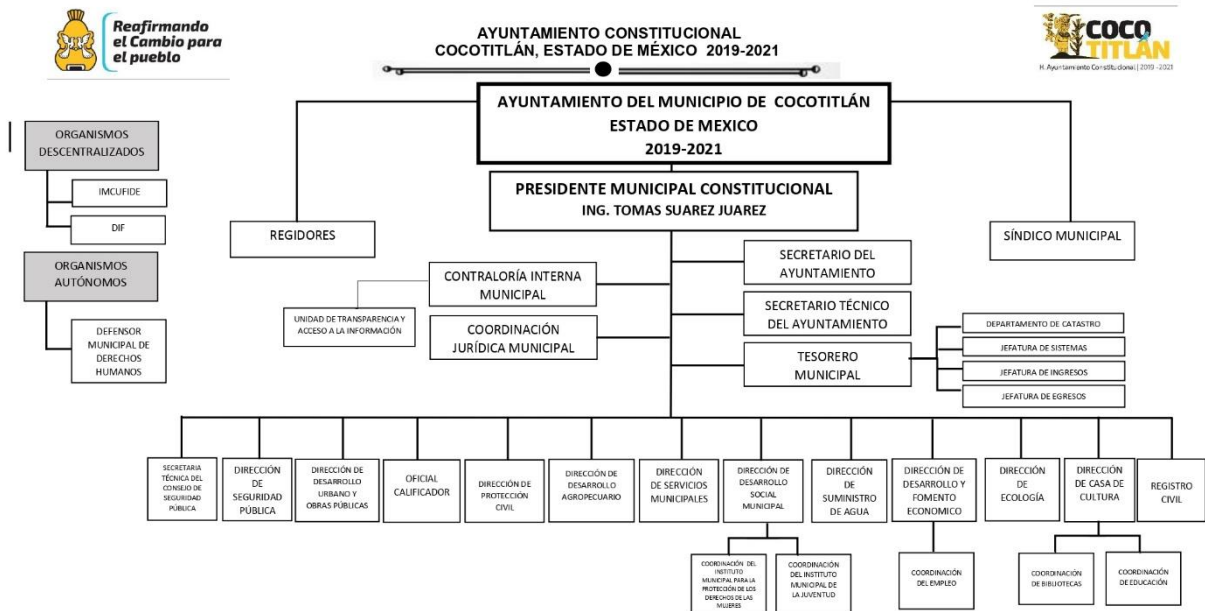 Reafirmando
el Cambio para
el pueblo
AYUNTAMIENTO CONSTITUCIONAL
COCOTITLÁN, ESTADO DE MÉXICO 2019-2021
COCO
TITLÁN
H. Ayuntamiento Constitucional | 2019 -2021
AYUNTAMIENTO DEL MUNICIPIO DE COCOTITLÁN
ESTADO DE MEXICO
2019-2021
PRESIDENTE MUNICIPAL CONSTITUCIONAL
ING. TOMAS SUAREZ JUAREZ
ORGANISMOS
DESCENTRALIZADOS
IMCUFIDE
DIF
ORGANISMOS
AUTÓNOMOS
DEFENSOR
MUNICIPAL DE
DERECHOS
HUMANOS
REGIDORES
SÍNDICO MUNICIPAL
CONTRALORÍA INTERNA
MUNICIPAL
UNIDAD DE TRANSPARENCIA Y
ACCESO A LA INFORMACIÓN
COORDINACIÓN
JURÍDICA MUNICIPAL
SECRETARIO DEL
AYUNTAMIENTO
SECRETARIO TÉCNICO
DEL AYUNTAMIENTO
TESORERO
MUNICIPAL
DEPARTAMENTO DE CATASTRO
JEFATURA DE SISTEMAS
JEFATURA DE INGRESOS
JEFATURA DE EGRESOS
SECRETARIA
TÉCNICA DEL
CONSEJO DE
SEGURIDAD
PÚBLICA
DIRECCIÓN
DE
SEGURIDAD
PÚBLICA
DIRECCIÓN DE
DESARROLLO
URBANO Y
OBRAS PÚBLICAS
OFICIAL
CALIFICADOR
DIRECCIÓN DE
PROTECCIÓN
CIVIL
DIRECCIÓN DE
DESARROLLO
AGROPECUARIO
DIRECCIÓN
DE SERVICIOS
MUNICIPALES
DIRECCIÓN DE
DESARROLLO
SOCIAL
MUNICIPAL
DIRECCIÓN
DE
SUMINISTRO
DE AGUA
DIRECCIÓN DE
DESARROLLO Y
FOMENTO
ECONOMICO
DIRECCIÓN
DE
ECOLOGÍA
DIRECCIÓN
DE CASA DE
CULTURA
REGISTRO
CIVIL
COORDINACIÓN DEL
INSTITUTO
MUNICIPAL PARA LA
PROTECCIÓN DE LOS
DERECHOS DE LAS
MUJERES
COORDINACIÓN
DEL INSTITUTO
MUNICIPAL DE
LA JUVENTUD
COORDINACIÓN
DEL EMPLEO
COORDINACIÓN
DE BIBLIOTECAS
COORDINACIÓN
DE EDUCACIÓN